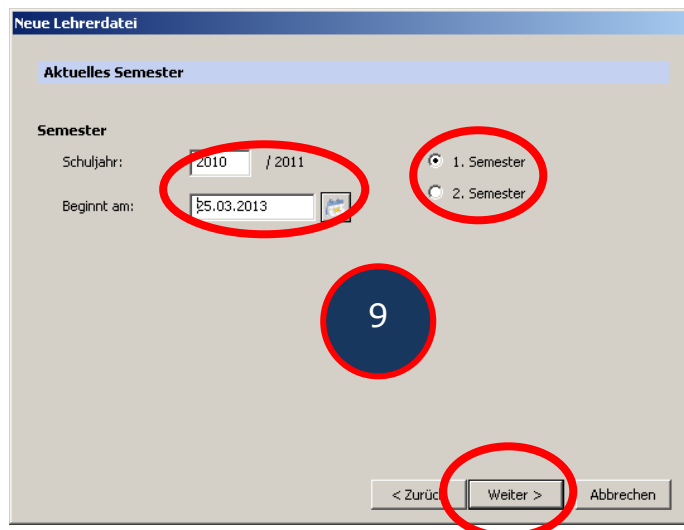 Neue Lehrerdatei
Aktuelles Semester
Semester
Schuljahr: 2010 / 2011
1. Semester
Beginnt am: 25.03.2013
2. Semester
9
< Zurück Weiter > Abbrechen